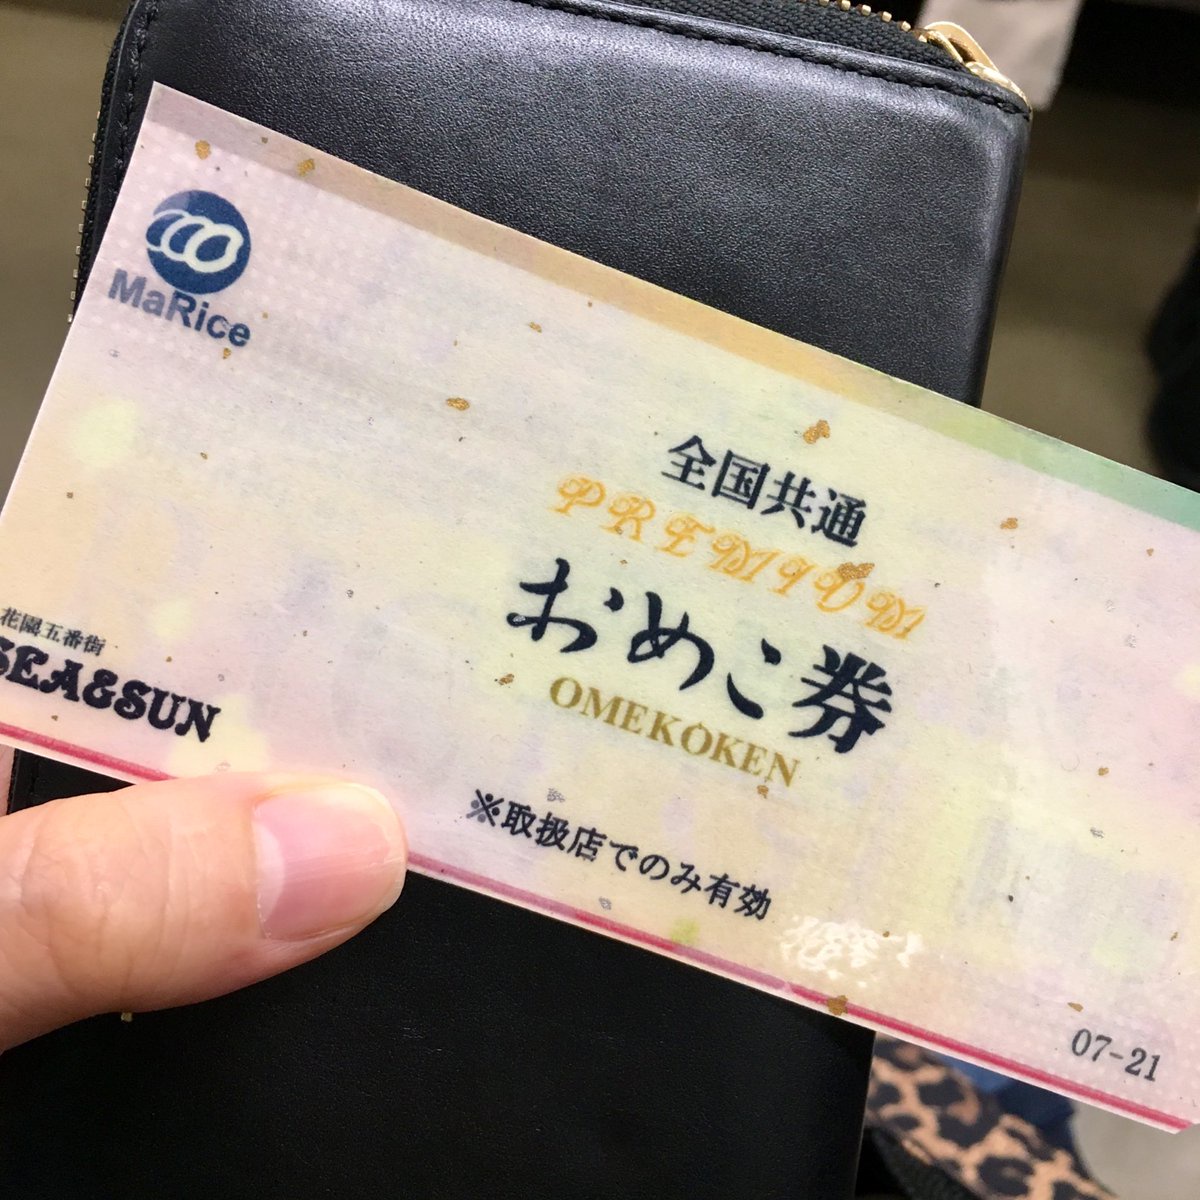 MaRice
全国共通
PREMIUM
おめこ券
OMEKOKEN
花園五番街
SEA&SUN
※取扱店でのみ有効
07-21